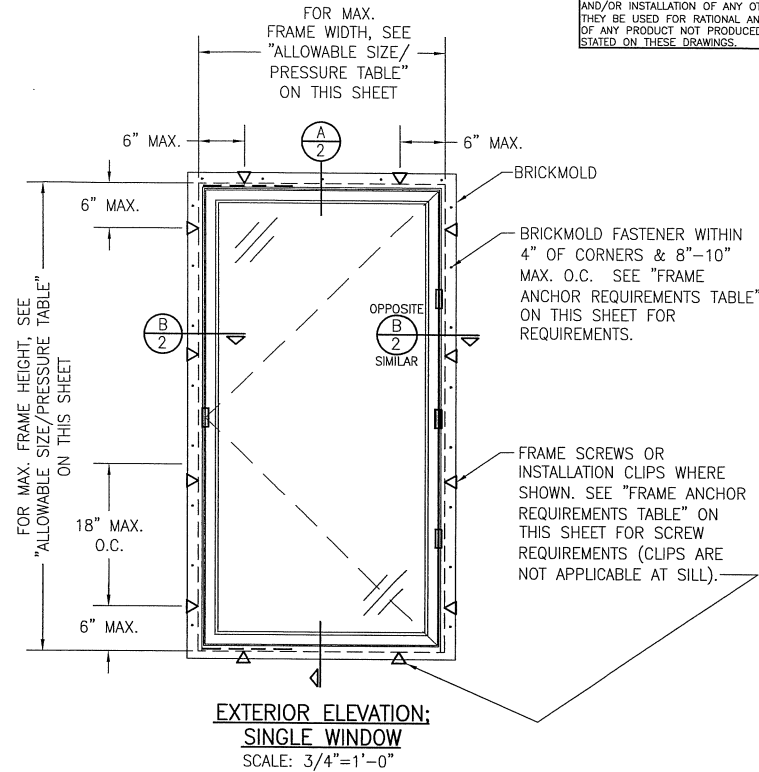 AND/OR INSTALLATION OF ANY
THEY BE USED FOR RATIONAL
OF ANY PRODUCT NOT PRODUCED
STATED ON THESE DRAWINGS.
FOR MAX.
FRAME WIDTH, SEE
"ALLOWABLE SIZE/
PRESSURE TABLE"
ON THIS SHEET
6" MAX.
A
2
6" MAX.
BRICKMOLD
6" MAX.
BRICKMOLD FASTENER WITHIN
4" OF CORNERS & 8"-10"
MAX. O.C. SEE "FRAME
ANCHOR REQUIREMENTS TABLE"
ON THIS SHEET FOR
REQUIREMENTS.
FOR MAX. FRAME HEIGHT, SEE
"ALLOWABLE SIZE/PRESSURE TABLE"
ON THIS SHEET
B
2
OPPOSITE
B
2
SIMILAR
FRAME SCREWS OR
INSTALLATION CLIPS WHERE
SHOWN. SEE "FRAME ANCHOR
REQUIREMENTS TABLE" ON
THIS SHEET FOR SCREW
REQUIREMENTS (CLIPS ARE
NOT APPLICABLE AT SILL).
18" MAX.
O.C.
6" MAX.
EXTERIOR ELEVATION;
SINGLE WINDOW
SCALE: 3/4"=1'-0"